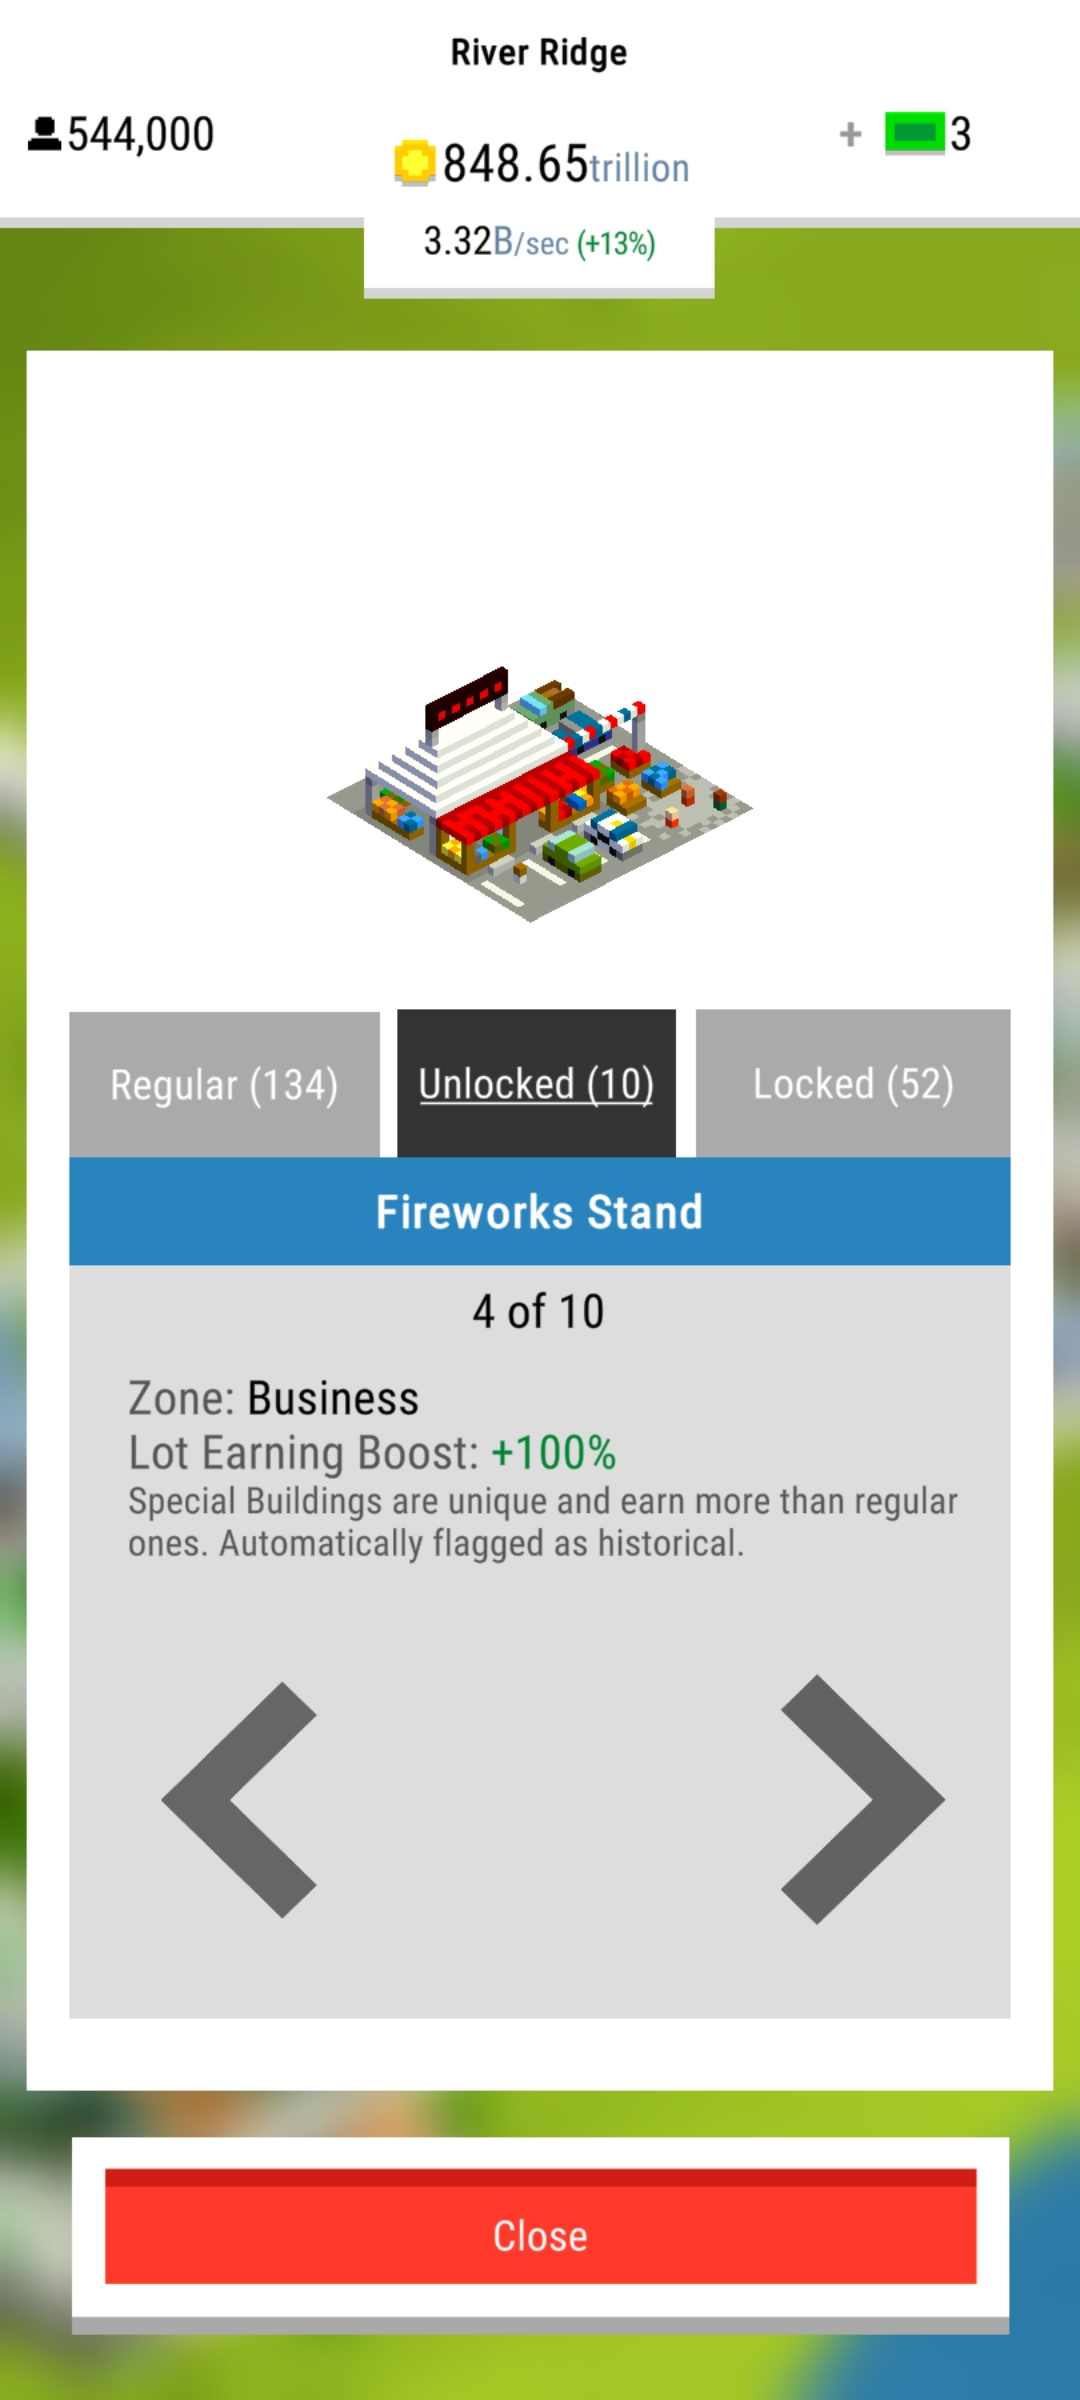 River Ridge
544,000
848.65trillion
+ 3
3.32B/sec (+13%)
Regular (134)
Unlocked (10)
Locked (52)
Fireworks Stand
4 of 10
Zone: Business
Lot Earning Boost: +100%
Special Buildings are unique and earn more than regular
ones. Automatically flagged as historical.
Close